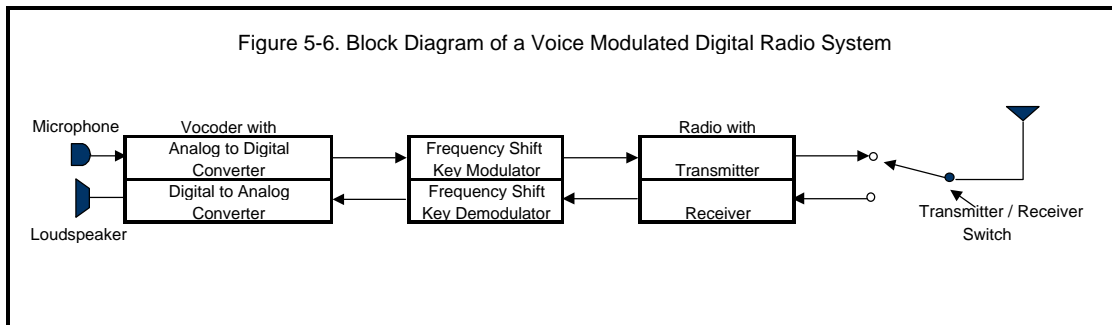 Figure 5-6. Block Diagram of a Voice Modulated Digital Radio System
Microphone
Vocoder with
Radio with
Analog to Digital
Converter
Frequency Shift
Key Modulator
Transmitter
Digital to Analog
Converter
Frequency Shift
Key Demodulator
Receiver
Loudspeaker
Transmitter / Receiver
Switch